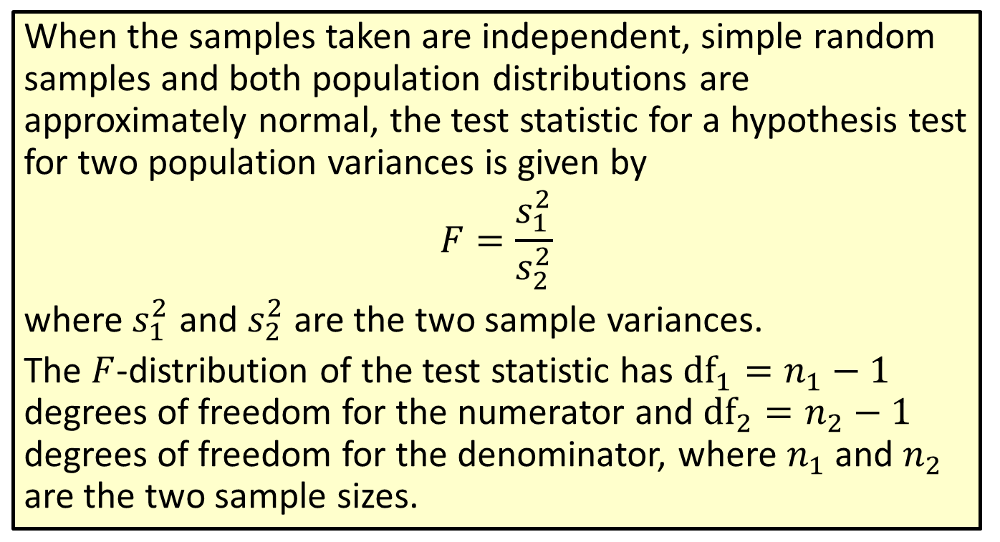 When the samples taken are independent, simple random
samples and both population distributions are
approximately normal, the test statistic for a hypothesis test
for two population variances is given by
$F = \frac{s_1^2}{s_2^2}$
where $s_1^2$ and $s_2^2$ are the two sample variances.
The $F$-distribution of the test statistic has $\mathrm{df}_1 = n_1 - 1$
degrees of freedom for the numerator and $\mathrm{df}_2 = n_2 - 1$
degrees of freedom for the denominator, where $n_1$ and $n_2$
are the two sample sizes.